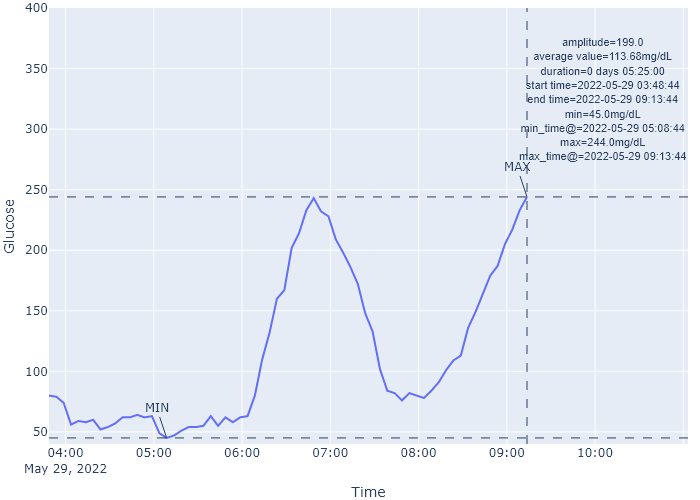 400
amplitude=199.0
average value=113.68mg/dL
duration=0 days 05:25:00
start time=2022-05-29 03:48:44
end time=2022-05-29 09:13:44
min=45.0mg/dL
min_time@=2022-05-29 05:08:44
max=244.0mg/dL
max_time@=2022-05-29 09:13:44
MAX
350
300
250
200
150
100
50
Glucose
MIN
04:00 05:00 06:00 07:00 08:00 09:00 10:00
May 29, 2022
Time